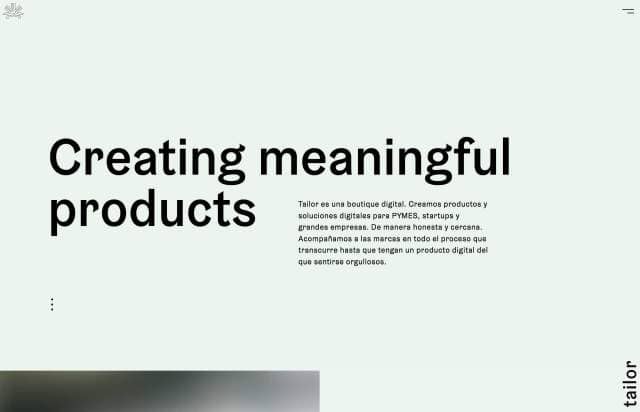 Creating meaningful
products
Tailor es una boutique digital. Creamos productos y
soluciones digitales para PYMES, startups y
grandes empresas. De manera honesta y cercana.
Acompañamos a las marcas en todo el proceso que
transcurre hasta que tengan un producto digital del
que sentirse orgullosos.
tailor